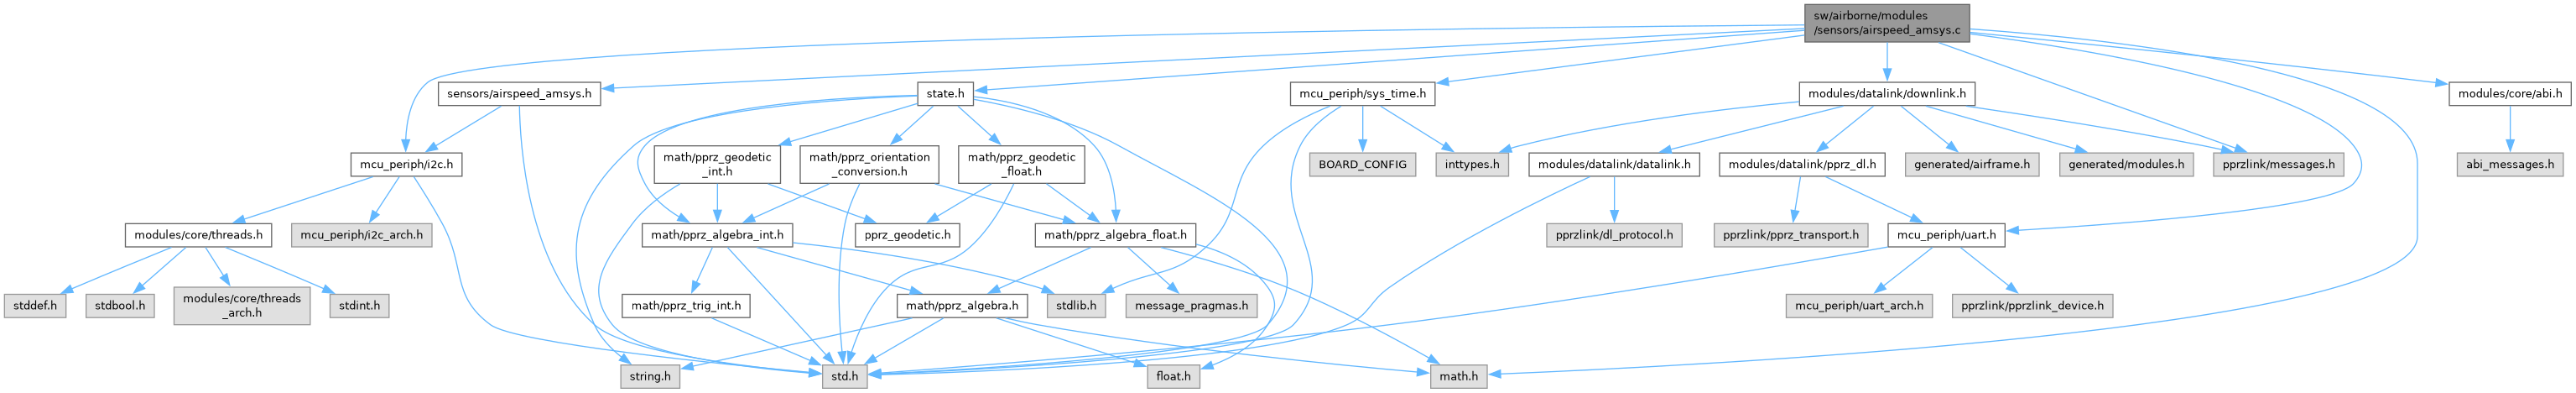 sw/airborne/modules
/sensors/airspeed_amsys.c
sensors/airspeed_amsys.h
state.h
mcu_periph/sys_time.h
modules/datalink/downlink.h
modules/core/abi.h
mcu_periph/i2c.h
math/pprz_geodetic
_int.h
math/pprz_orientation
_conversion.h
math/pprz_geodetic
_float.h
BOARD_CONFIG
inttypes.h
modules/datalink/datalink.h
modules/datalink/pprz_dl.h
generated/airframe.h
generated/modules.h
pprzlink/messages.h
abi_messages.h
modules/core/threads.h
mcu_periph/i2c_arch.h
math/pprz_algebra_int.h
pprz_geodetic.h
math/pprz_algebra_float.h
pprzlink/dl_protocol.h
pprzlink/pprz_transport.h
mcu_periph/uart.h
stddef.h
stdbool.h
modules/core/threads
_arch.h
stdint.h
math/pprz_trig_int.h
math/pprz_algebra.h
stdlib.h
message_pragmas.h
mcu_periph/uart_arch.h
pprzlink/pprzlink_device.h
string.h
std.h
float.h
math.h